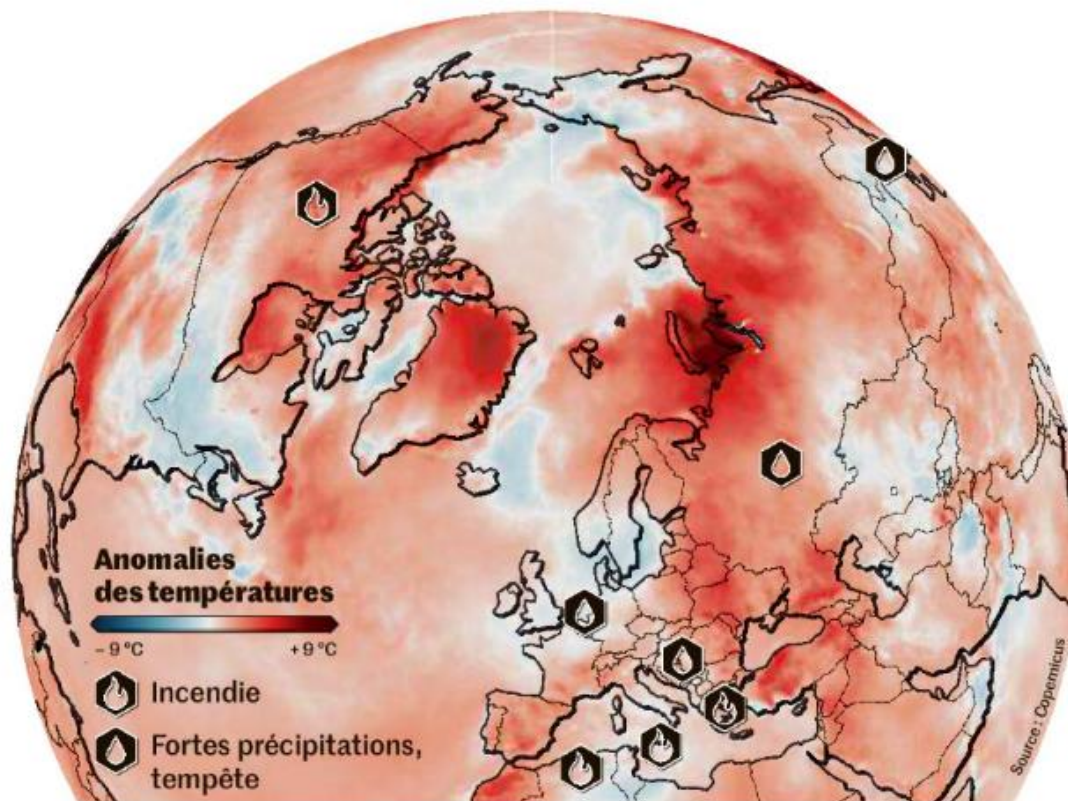 Anomalies
des températures
– 9 °C
+9 °C
Incendie
Fortes précipitations,
tempête
Source : Copernicus